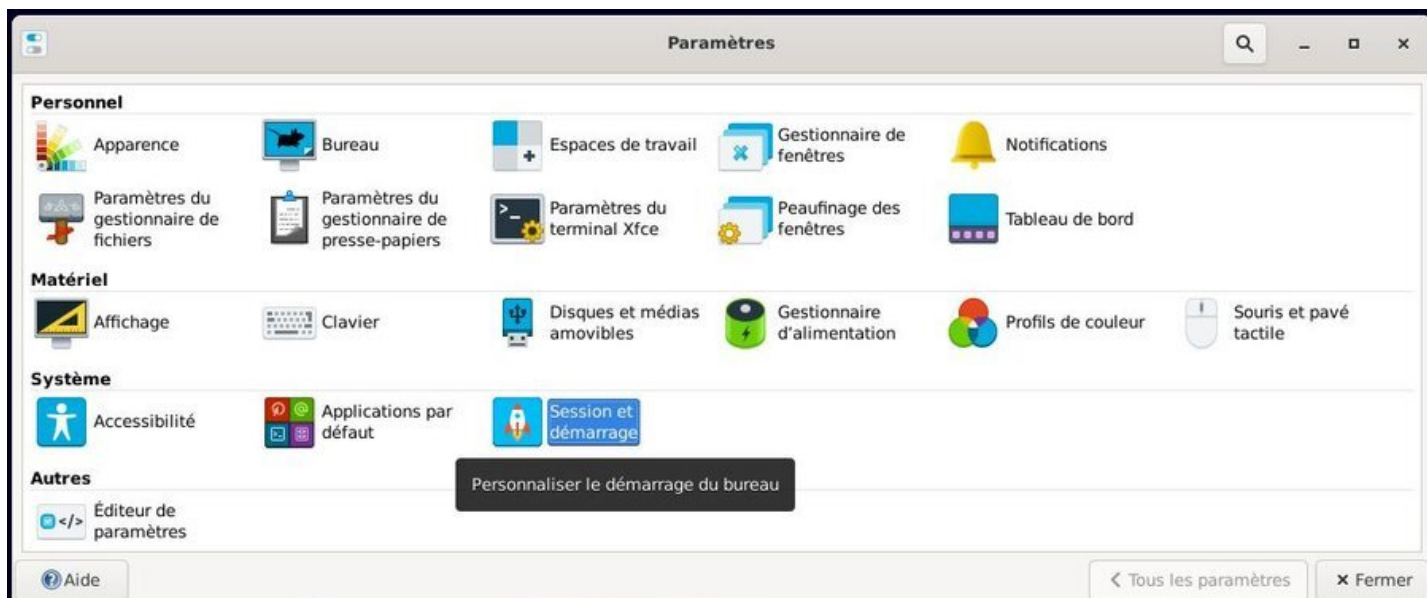 Paramètres
Personnel
Apparence
Bureau
Espaces de travail
Gestionnaire de
fenêtres
Notifications
Paramètres du
gestionnaire de
fichiers
Paramètres du
gestionnaire de
presse-papiers
Paramètres du
terminal Xfce
Peaufinage des
fenêtres
Tableau de bord
Matériel
Affichage
Clavier
Disques et médias
amovibles
Gestionnaire
d'alimentation
Profils de couleur
Souris et pavé
tactile
Système
Accessibilité
Applications par
défaut
Session et
démarrage
Personnaliser le démarrage du bureau
Autres
Éditeur de
paramètres
Aide
Tous les paramètres
Fermer